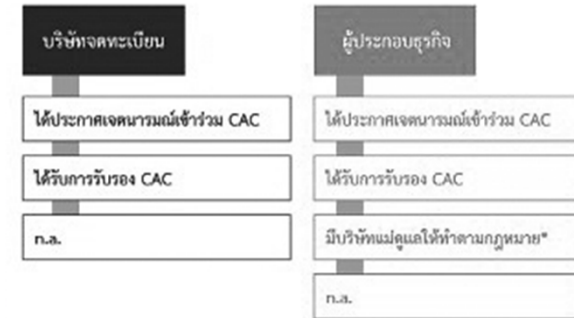 บริษัทจดทะเบียน
ได้ประกาศเจตนารมณ์เข้าร่วม CAC
ได้รับการรับรอง CAC
n.a.
ผู้ประกอบธุรกิจ
ได้ประกาศเจตนารมณ์เข้าร่วม CAC
ได้รับการรับรอง CAC
มีบริษัทแม่ดูแลให้ทำตามกฎหมาย*
n.a.